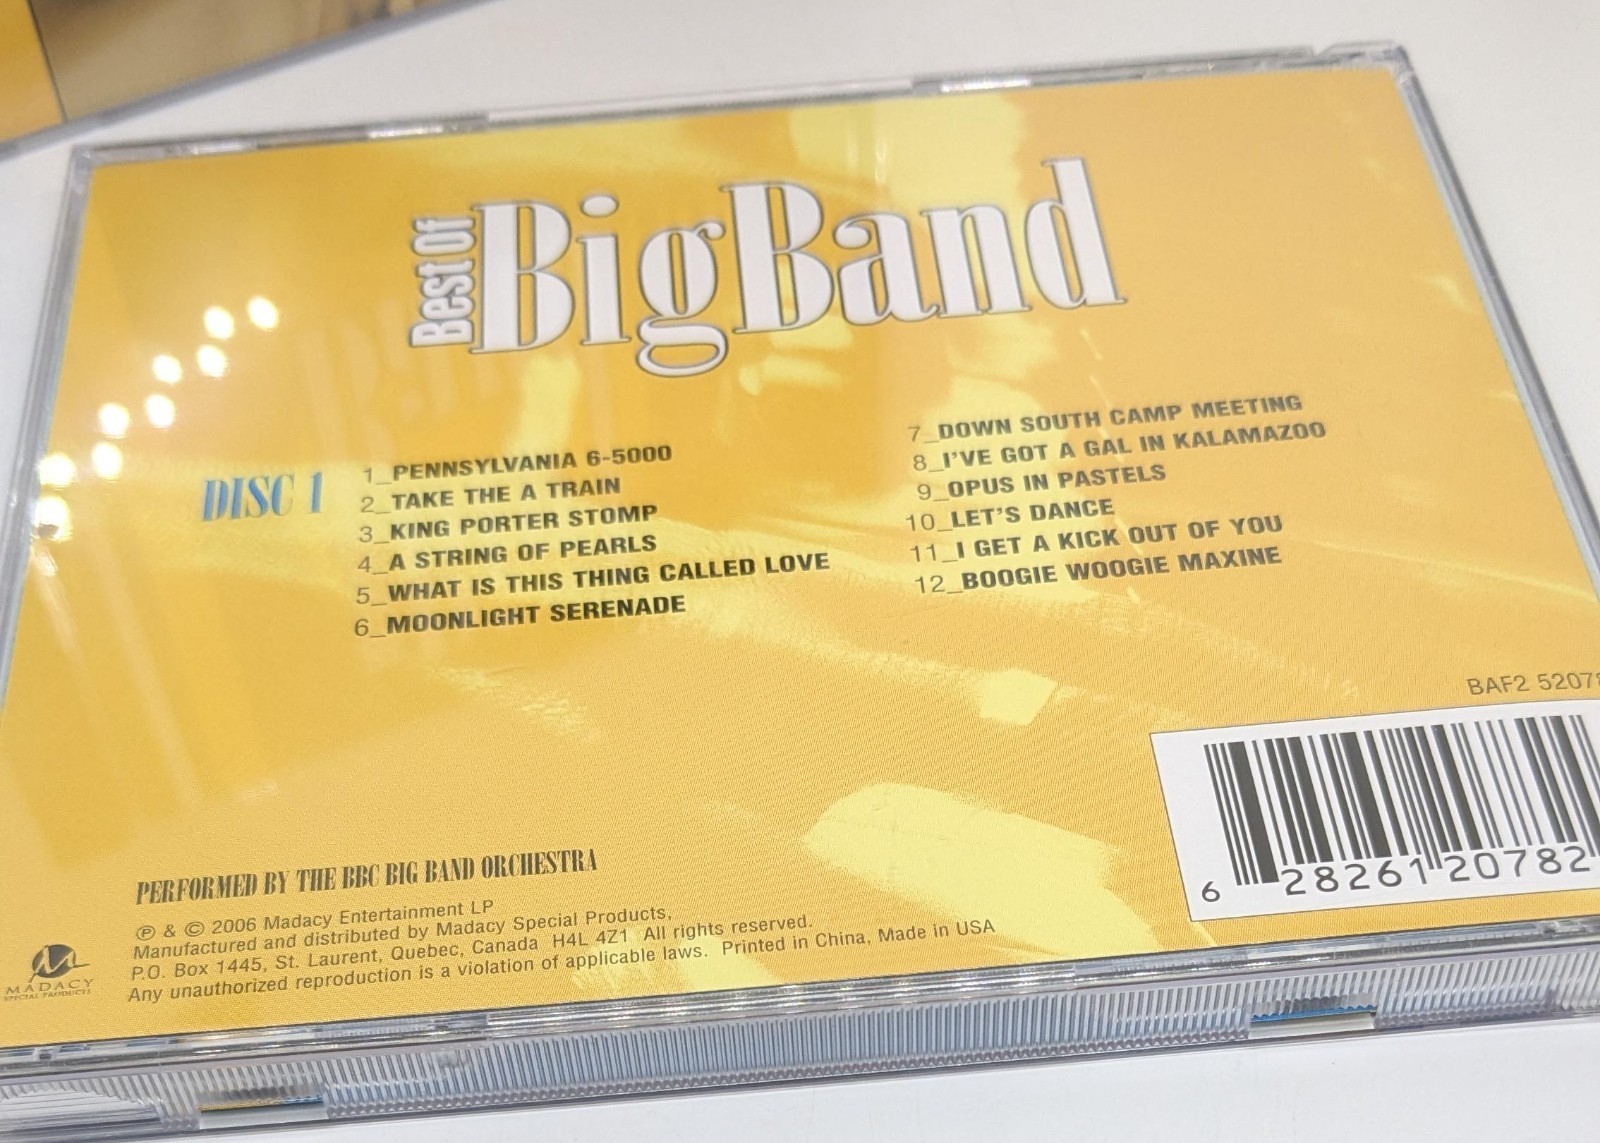 Best Of
BigBand
DISC 1
1_PENNSYLVANIA 6-5000
2_TAKE THE A TRAIN
3_KING PORTER STOMP
4_A STRING OF PEARLS
5_WHAT IS THIS THING CALLED LOVE
6_MOONLIGHT SERENADE
7_DOWN SOUTH CAMP MEETING
8_I'VE GOT A GAL IN KALAMAZOO
9_OPUS IN PASTELS
10_LET'S DANCE
11_I GET A KICK OUT OF YOU
12_BOOGIE WOOGIE MAXINE
BAF2 52078
6 28261 20782
PERFORMED BY THE BBC BIG BAND ORCHESTRA
℗ & © 2006 Madacy Entertainment LP
Manufactured and distributed by Madacy Special Products,
P.O. Box 1445, St. Laurent, Quebec, Canada H4L 4Z1 All rights reserved.
Any unauthorized reproduction is a violation of applicable laws. Printed in China, Made in USA
MADACY
SPECIAL PRODUCTS